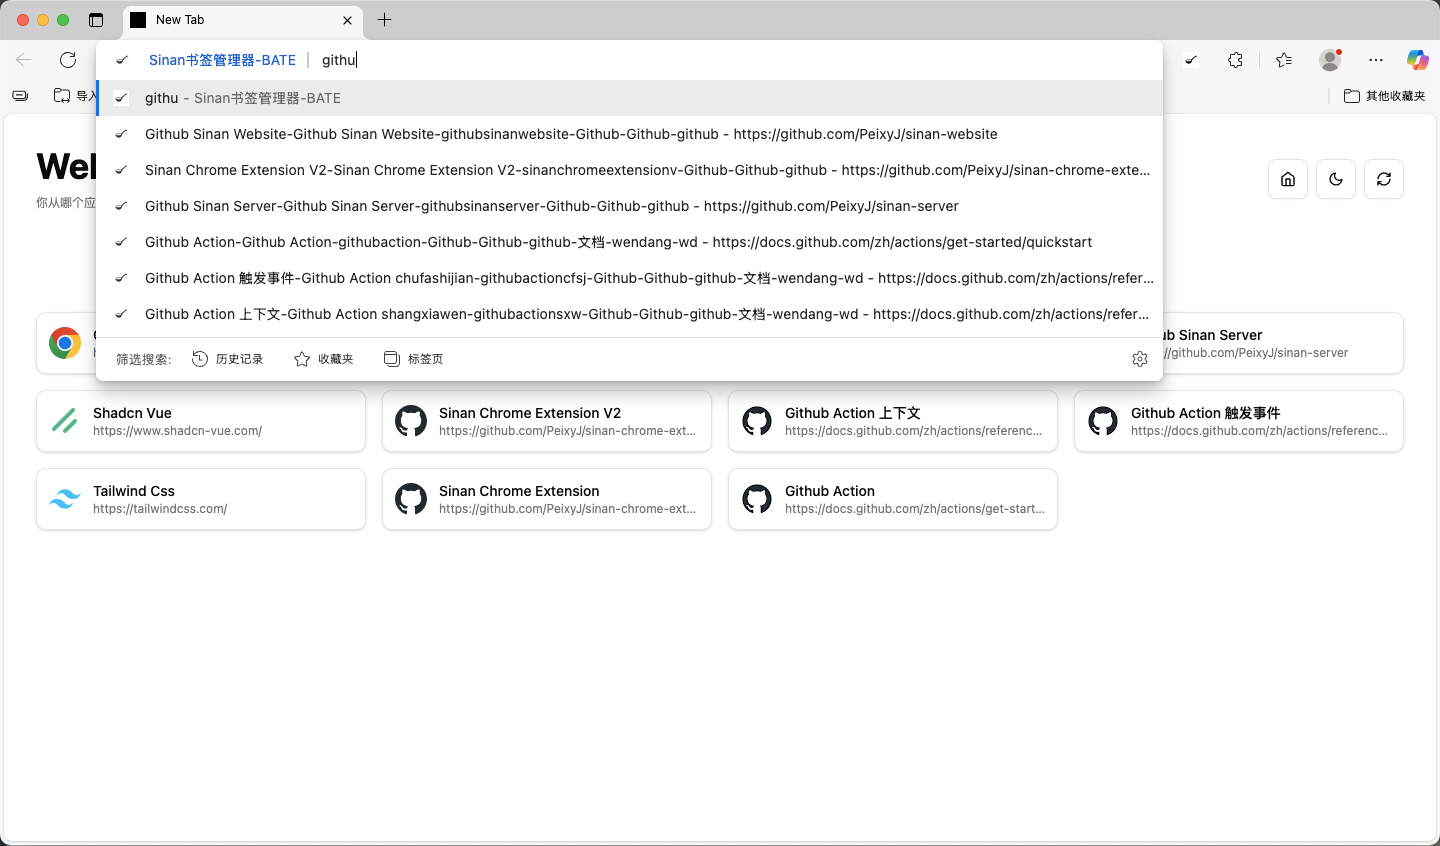 New Tab
Sinan书签管理器-BATE | githu
导入
其他收藏夹
githu - Sinan书签管理器-BATE
Github Sinan Website-Github Sinan Website-githubsinanwebsite-Github-Github-github - https://github.com/PeixyJ/sinan-website
Sinan Chrome Extension V2-Sinan Chrome Extension V2-sinanchromeextensionv-Github-Github-github - https://github.com/PeixyJ/sinan-chrome-exte...
Github Sinan Server-Github Sinan Server-githubsinanserver-Github-Github-github - https://github.com/PeixyJ/sinan-server
Github Action-Github Action-githubaction-Github-Github-github-文档-wendang-wd - https://docs.github.com/zh/actions/get-started/quickstart
Github Action 触发事件-Github Action chufashijian-githubactioncfsj-Github-Github-github-文档-wendang-wd - https://docs.github.com/zh/actions/refer...
Github Action 上下文-Github Action shangxiawen-githubactionsxw-Github-Github-github-文档-wendang-wd - https://docs.github.com/zh/actions/refer...
筛选搜索: 历史记录 收藏夹 标签页
Wel
你从哪个应
b Sinan Server
//github.com/PeixyJ/sinan-server
Shadcn Vue
https://www.shadcn-vue.com/
Sinan Chrome Extension V2
https://github.com/PeixyJ/sinan-chrome-ext...
Github Action 上下文
https://docs.github.com/zh/actions/referenc...
Github Action 触发事件
https://docs.github.com/zh/actions/referenc...
Tailwind Css
https://tailwindcss.com/
Sinan Chrome Extension
https://github.com/PeixyJ/sinan-chrome-ext...
Github Action
https://docs.github.com/zh/actions/get-start...